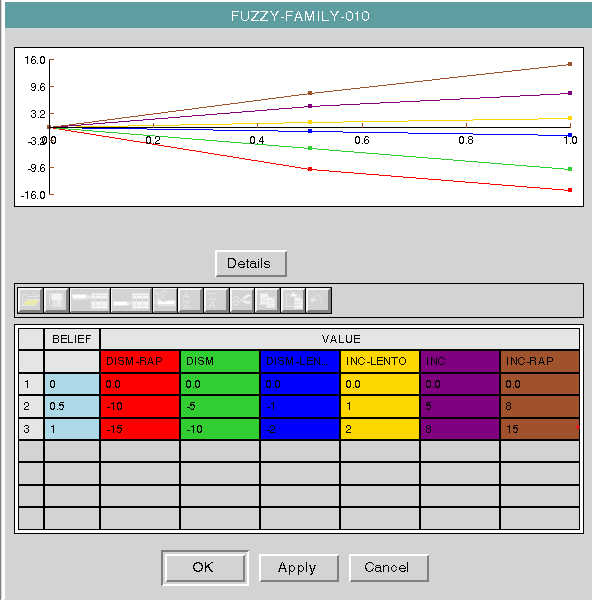 FUZZY-FAMILY-010
16.0
9.6
3.2
-3.2
-9.6
-16.0
0.0 0.2 0.4 0.6 0.8 1.0
Details
BELIEF VALUE
DISM-RAP DISM DISM-LEN... INC-LENTO INC INC-RAP
1 0 0.0 0.0 0.0 0.0 0.0 0.0
2 0.5 -10 -5 -1 1 5 8
3 1 -15 -10 -2 2 8 15
OK Apply Cancel